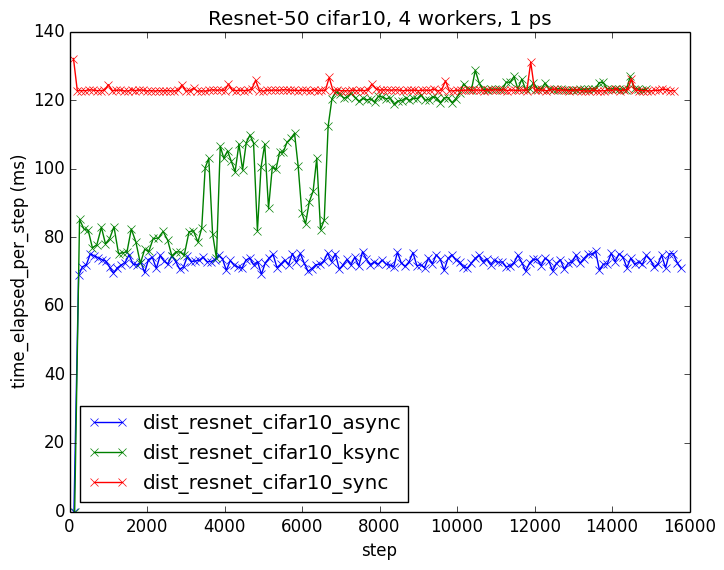 Resnet-50 cifar10, 4 workers, 1 ps
140
120
100
80
60
40
20
0
time_elapsed_per_step (ms)
dist_resnet_cifar10_async
dist_resnet_cifar10_ksync
dist_resnet_cifar10_sync
0 2000 4000 6000 8000 10000 12000 14000 16000
step